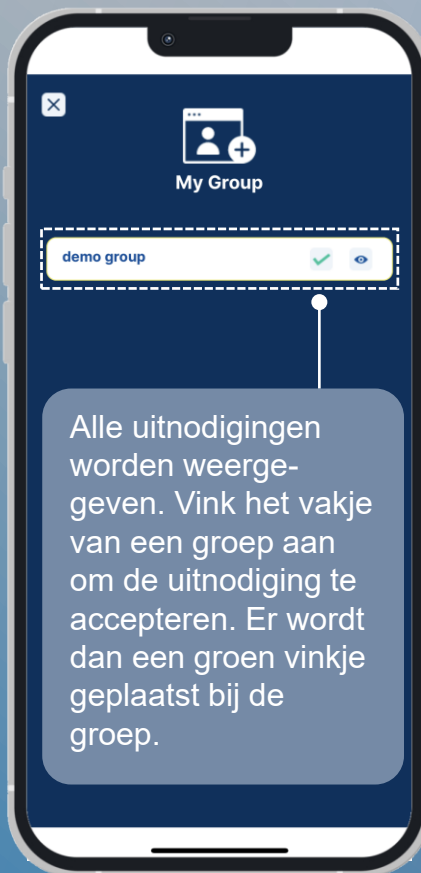 My Group
demo group
Alle uitnodigingen
worden weerge-
geven. Vink het vakje
van een groep aan
om de uitnodiging te
accepteren. Er wordt
dan een groen vinkje
geplaatst bij de
groep.